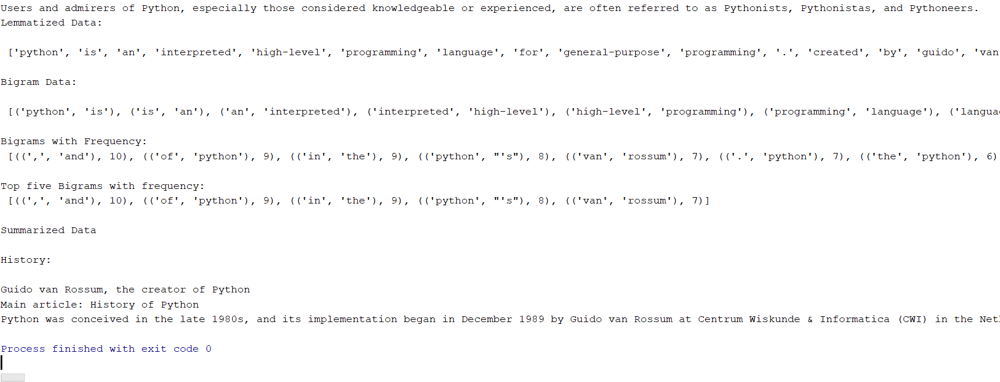 Users and admirers of Python, especially those considered knowledgeable or experienced, are often referred to as Pythonists, Pythonistas, and Pythoneers.
Lemmatized Data:
['python', 'is', 'an', 'interpreted', 'high-level', 'programming', 'language', 'for', 'general-purpose', 'programming', '.', 'created', 'by', 'guido', 'van
Bigram Data:
[('python', 'is'), ('is', 'an'), ('an', 'interpreted'), ('interpreted', 'high-level'), ('high-level', 'programming'), ('programming', 'language'), ('langua
Bigrams with Frequency:
[((',', 'and'), 10), (('of', 'python'), 9), (('in', 'the'), 9), (('python', "'s"), 8), (('van', 'rossum'), 7), (('.', 'python'), 7), (('the', 'python'), 6)
Top five Bigrams with frequency:
[((',', 'and'), 10), (('of', 'python'), 9), (('in', 'the'), 9), (('python', "'s"), 8), (('van', 'rossum'), 7)]
Summarized Data
History:
Guido van Rossum, the creator of Python
Main article: History of Python
Python was conceived in the late 1980s, and its implementation began in December 1989 by Guido van Rossum at Centrum Wiskunde & Informatica (CWI) in the Net
Process finished with exit code 0